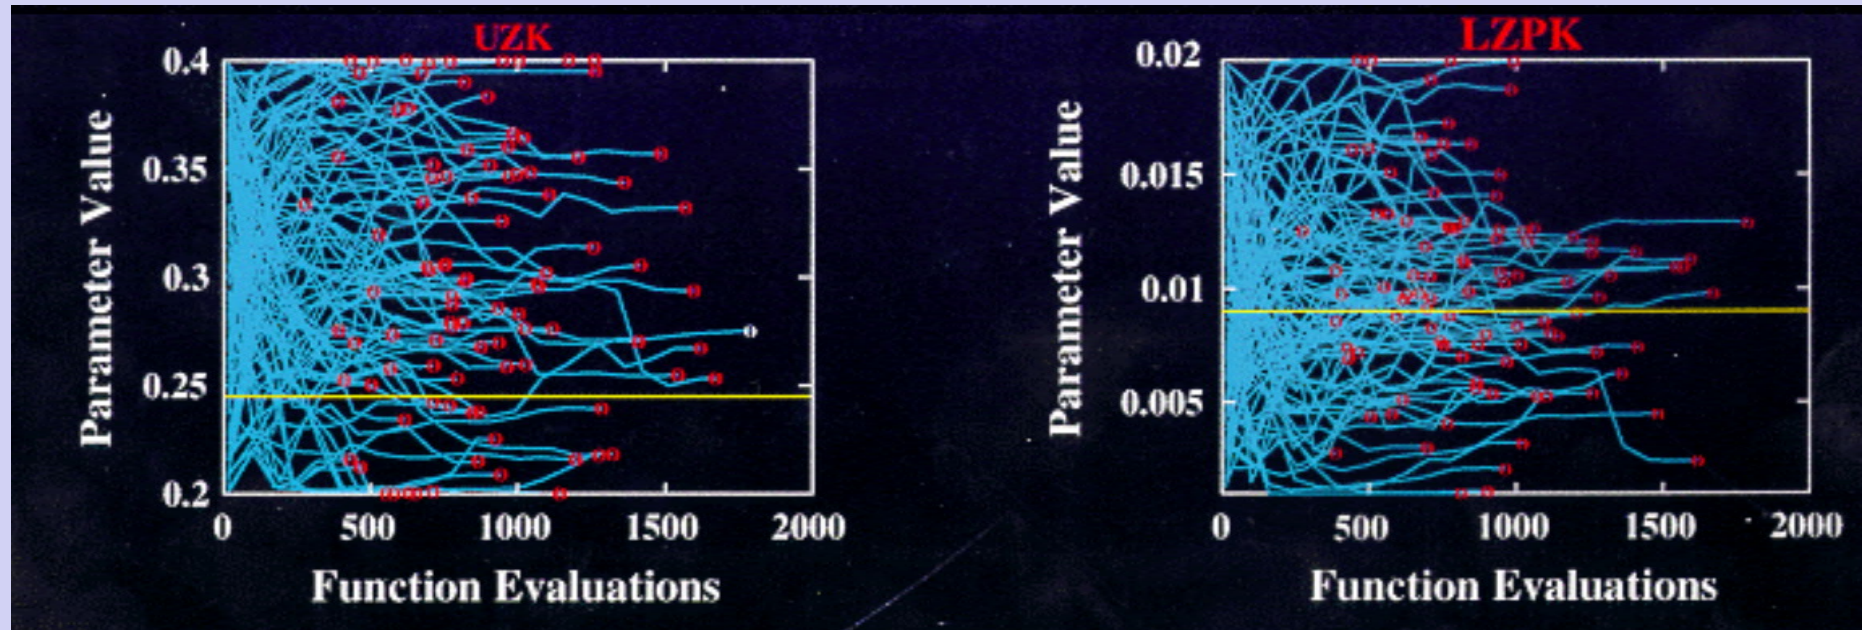 UZK
0.4
0.35
0.3
0.25
0.2
0 500 1000 1500 2000
Parameter Value
Function Evaluations
LZPK
0.02
0.015
0.01
0.005
0 500 1000 1500 2000
Parameter Value
Function Evaluations